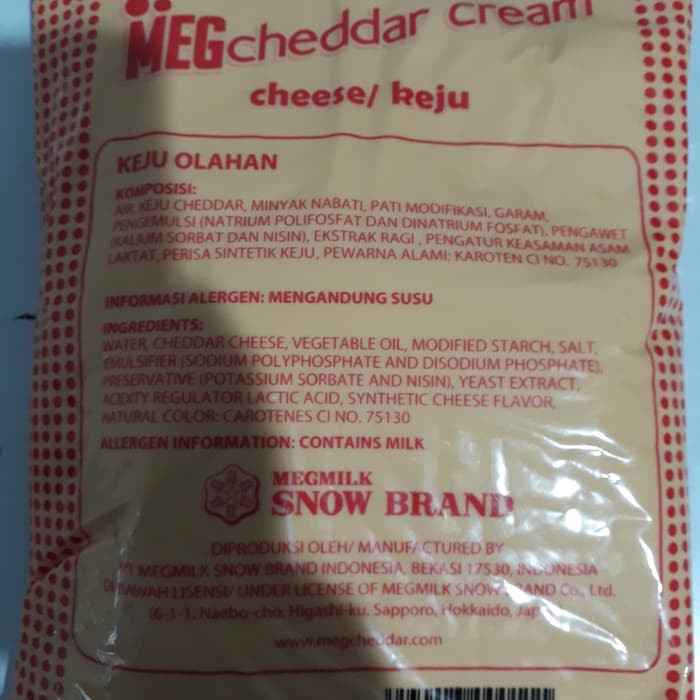 MEGcheddar cream
cheese/ keju
KEJU OLAHAN
KOMPOSISI:
AIR, KEJU CHEDDAR, MINYAK NABATI, PATI MODIFIKASI, GARAM,
PENGEMULSI (NATRIUM POLIFOSFAT DAN DINATRIUM FOSFAT), PENGAWET
(KALIUM SORBAT DAN NISIN), EKSTRAK RAGI , PENGATUR KEASAMAN ASAM
LAKTAT, PERISA SINTETIK KEJU, PEWARNA ALAMI: KAROTEN CI NO. 75130
INFORMASI ALERGEN: MENGANDUNG SUSU
INGREDIENTS:
WATER, CHEDDAR CHEESE, VEGETABLE OIL, MODIFIED STARCH, SALT,
EMULSIFIER (SODIUM POLYPHOSPHATE AND DISODIUM PHOSPHATE),
PRESERVATIVE (POTASSIUM SORBATE AND NISIN), YEAST EXTRACT,
ACIDITY REGULATOR LACTIC ACID, SYNTHETIC CHEESE FLAVOR,
NATURAL COLOR: CAROTENES CI NO. 75130
ALLERGEN INFORMATION: CONTAINS MILK
MEGMILK
SNOW BRAND
DIPRODUKSI OLEH/ MANUFACTURED BY
PT MEGMILK SNOW BRAND INDONESIA, BEKASI 17530, INDONESIA
DIBAWAH LISENSI/ UNDER LICENSE OF MEGMILK SNOW BRAND Co., Ltd.
(6-1-1, Naebo-cho, Higashi-ku, Sapporo, Hokkaido, Jap
www.megcheddar.com